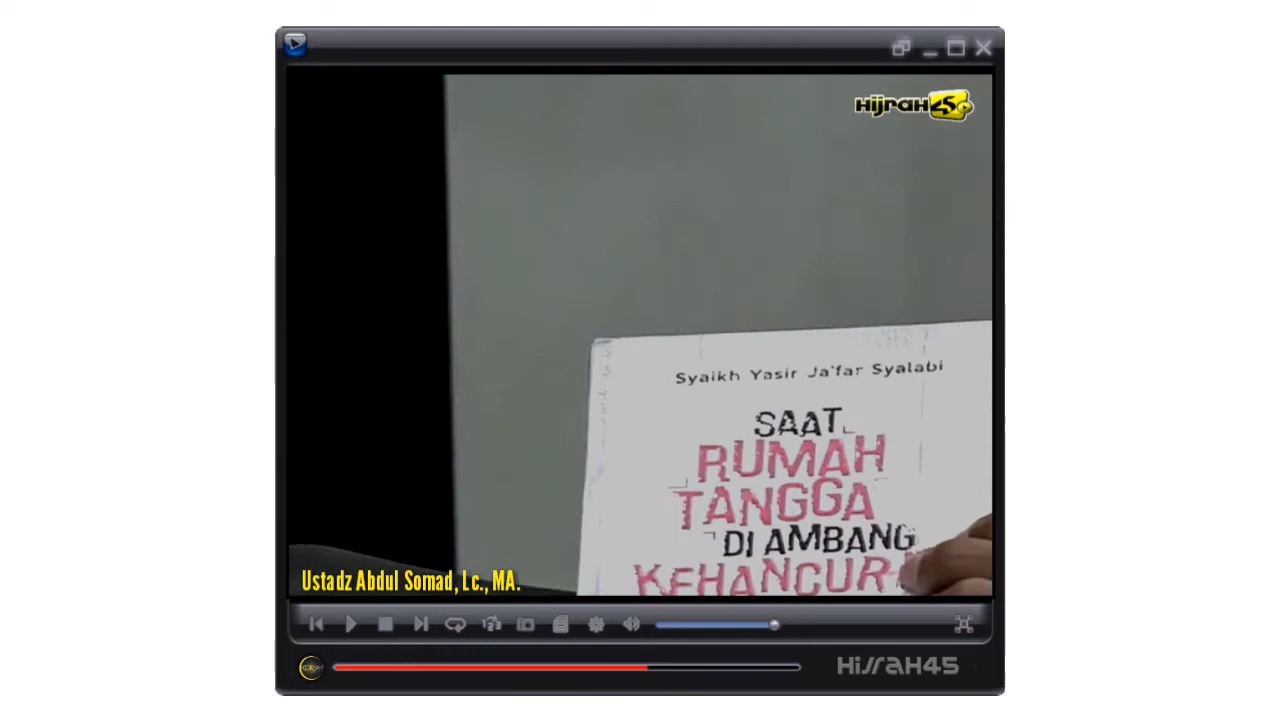 Hijrah45
Syaikh Yasir Ja'far Syalabi
SAAT
RUMAH
TANGGA
DI AMBANG
Ustadz Abdul Somad, Lc., MA.
HIJRAH45